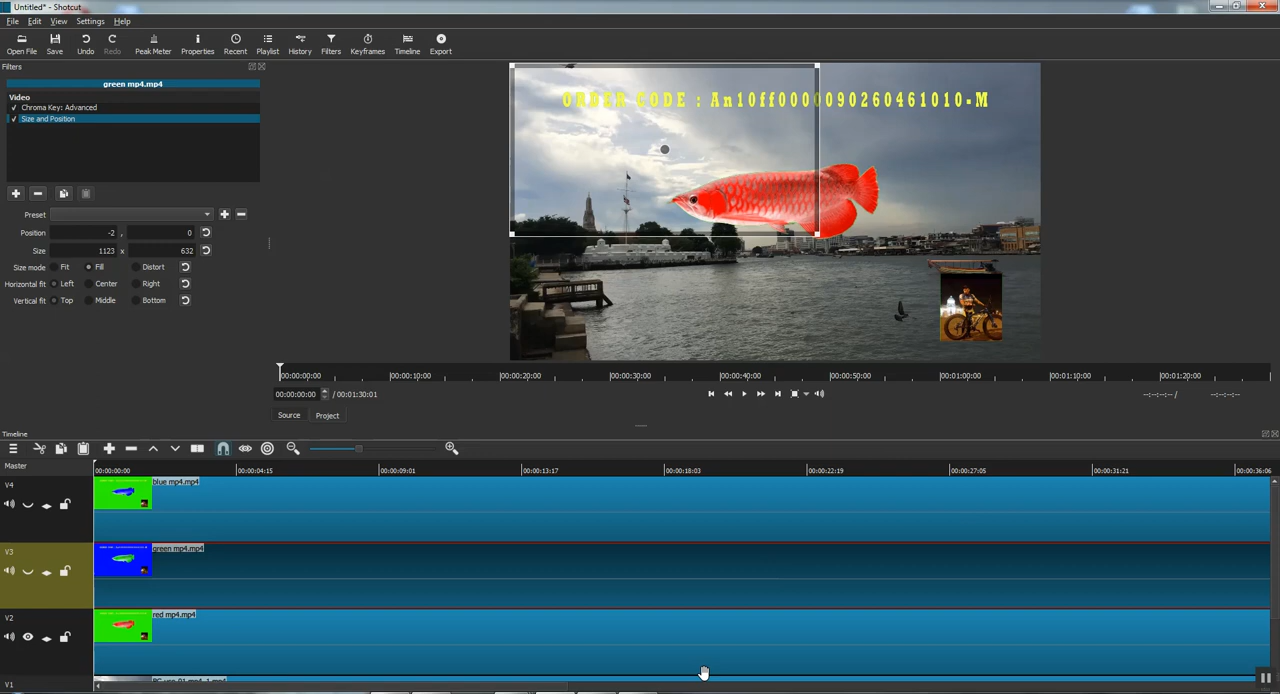 Untitled* - Shotcut
File Edit View Settings Help
Open File Save Undo Redo Peak Meter Properties Recent Playlist History Filters Keyframes Timeline Export
Filters
green mp4.mp4
Video
✓ Chroma Key: Advanced
✓ Size and Position
Preset
Position -2 , 0
Size 1123 x 632
Size mode Fit Fill Distort
Horizontal fit Left Center Right
Vertical fit Top Middle Bottom
ORDER CODE : An10ff0000090260461010-M
00:00:00:00 |00:00:10:00 |00:00:20:00 |00:00:30:00 |00:00:40:00 |00:00:50:00 |00:01:00:00 |00:01:10:00 |00:01:20:00
00:00:00:00 / 00:01:30:01 --:--:--:-- / --:--:--:--
Source Project
Timeline
Master 00:00:00:00 00:00:04:15 00:00:09:01 00:00:13:17 00:00:18:03 00:00:22:19 00:00:27:05 00:00:31:21 00:00:36:06
V4 blue mp4.mp4
V3 green mp4.mp4
V2 red mp4.mp4
V1